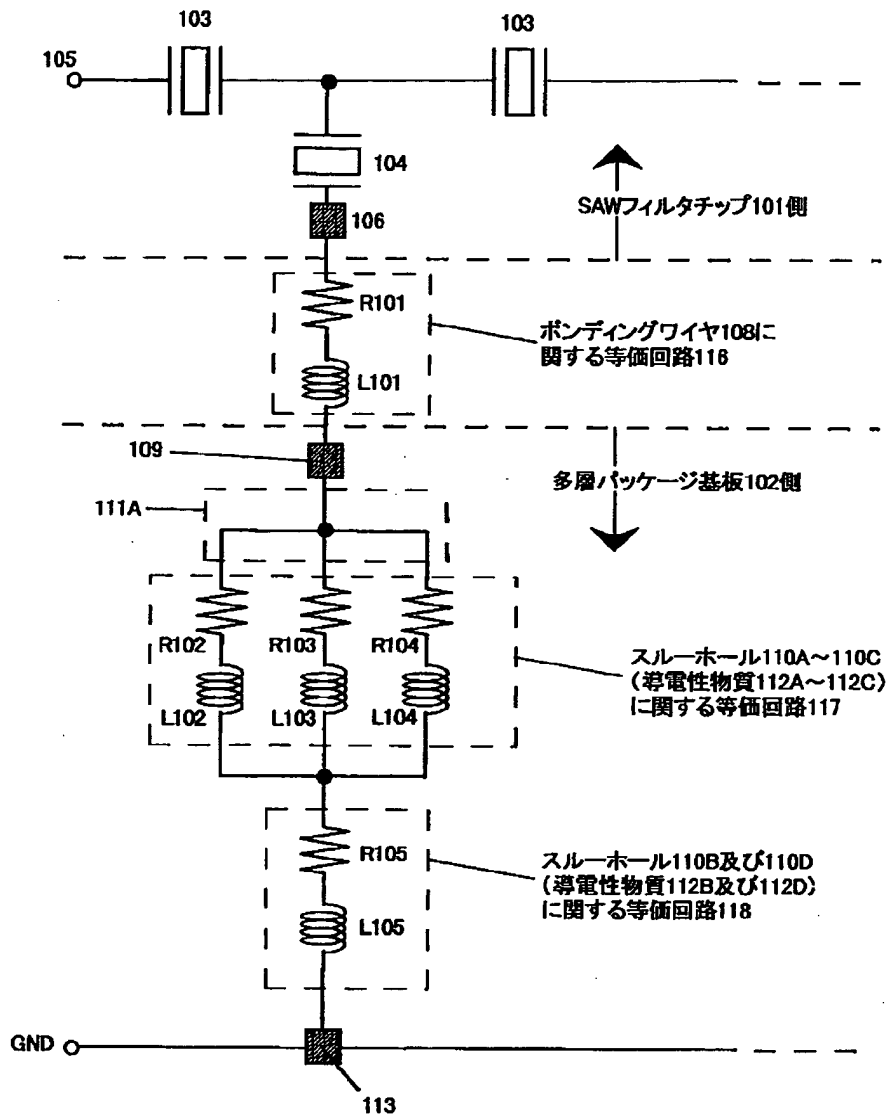 103
103
105
104
106
SAWフィルタチップ101側
R101
L101
ボンディングワイヤ108に
関する等価回路116
109
多層パッケージ基板102側
111A
R102
R103
R104
L102
L103
L104
スルーホール110A～110C
(導電性物質112A～112C)
に関する等価回路117
R105
L105
スルーホール110B及び110D
(導電性物質112B及び112D)
に関する等価回路118
GND
113